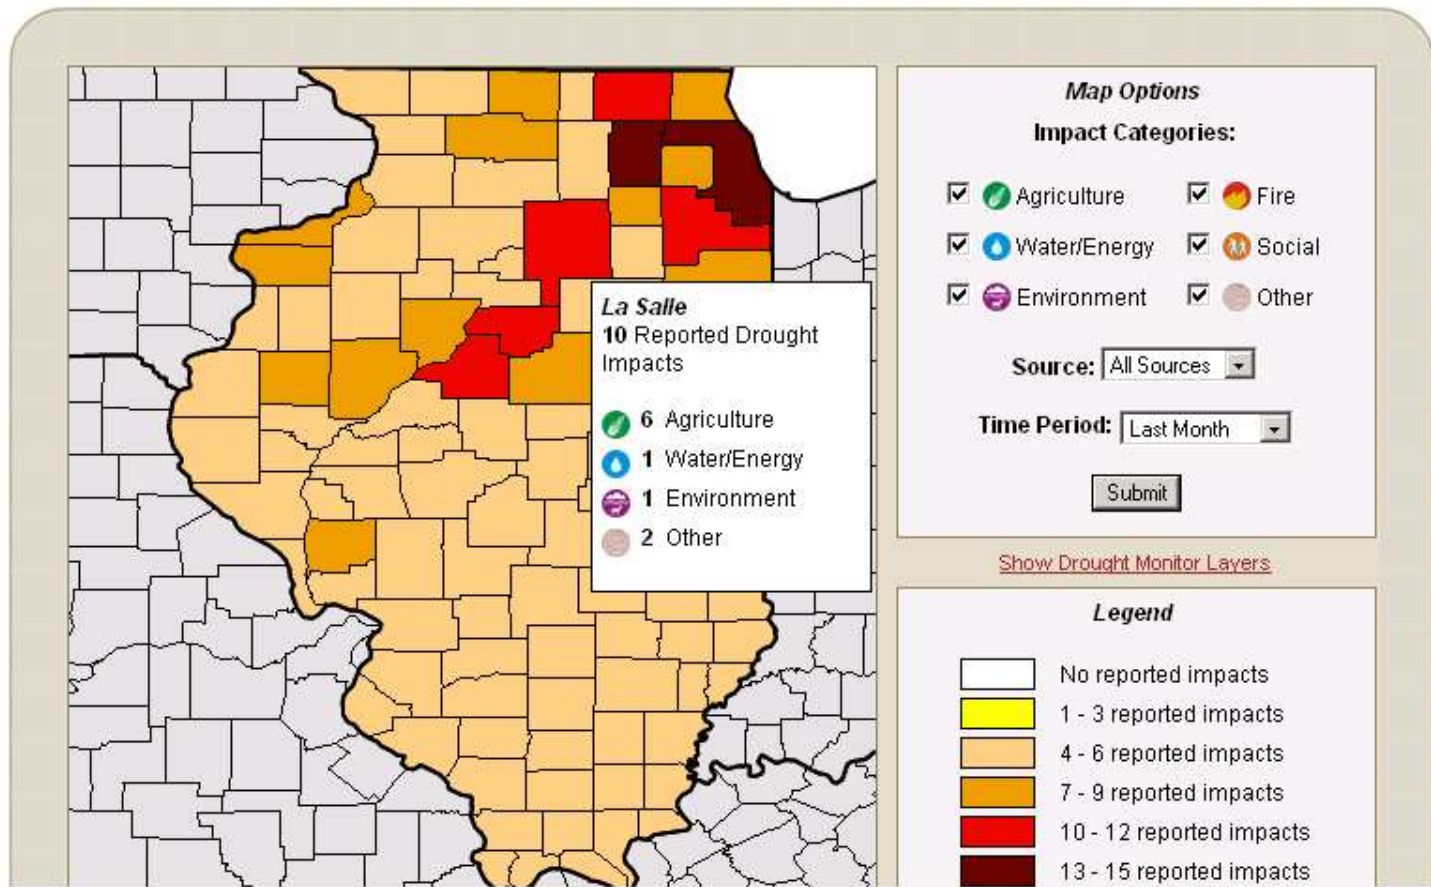 La Salle
10 Reported Drought
Impacts
6 Agriculture
1 Water/Energy
1 Environment
2 Other
Map Options
Impact Categories:
Agriculture
Fire
Water/Energy
Social
Environment
Other
Source: All Sources
Time Period: Last Month
Submit
Show Drought Monitor Layers
Legend
No reported impacts
1 - 3 reported impacts
4 - 6 reported impacts
7 - 9 reported impacts
10 - 12 reported impacts
13 - 15 reported impacts